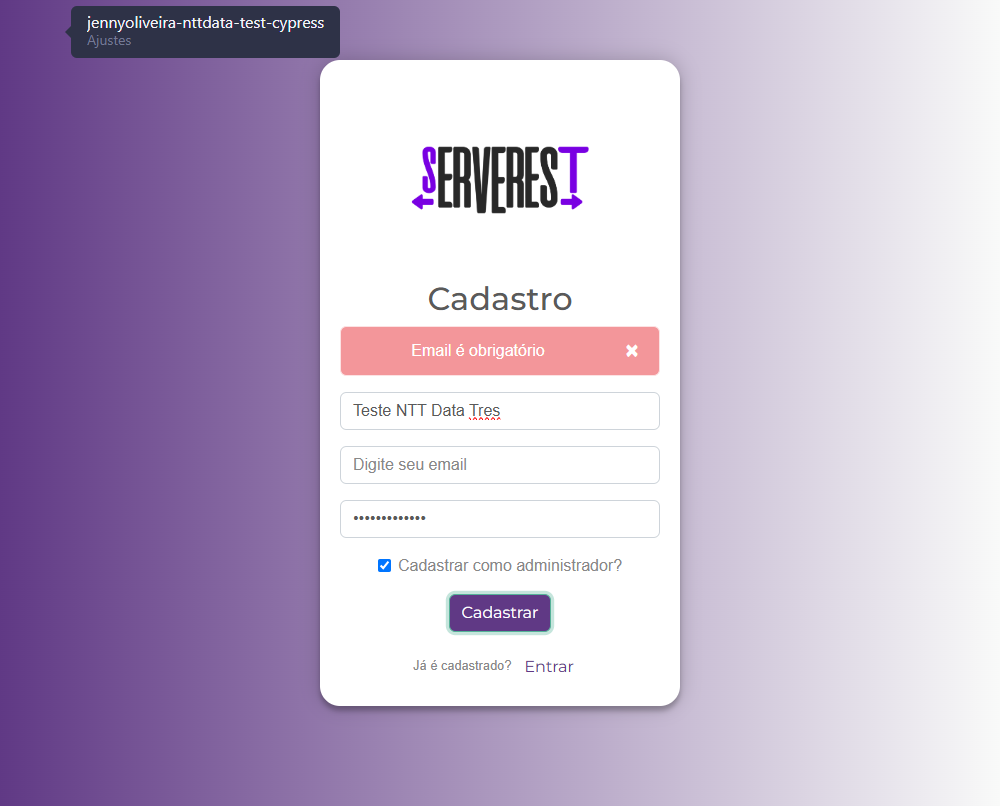 jennyoliveira-nttdata-test-cypress
Ajustes
SERVEREST
Cadastro
Email é obrigatório
Teste NTT Data Tres
Digite seu email
•••••••••••••
Cadastrar como administrador?
Cadastrar
Já é cadastrado? Entrar